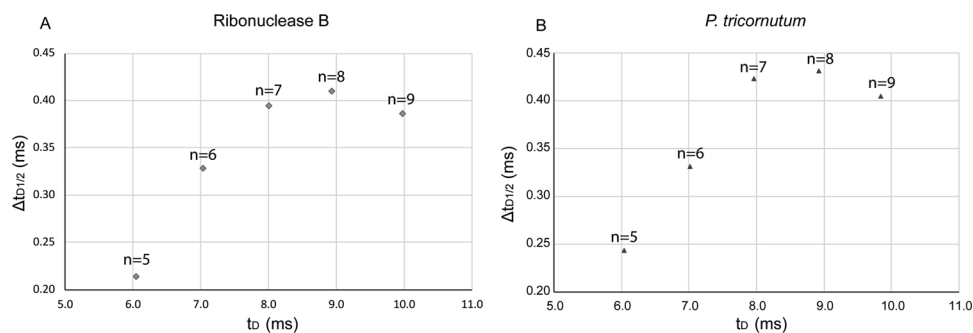 A Ribonuclease B
0.45
0.40
0.35
0.30
0.25
0.20
ΔtD1/2 (ms)
n=5
n=6
n=7
n=8
n=9
5.0 6.0 7.0 8.0 9.0 10.0 11.0
tD (ms)
B P. tricornutum
0.45
0.40
0.35
0.30
0.25
0.20
ΔtD1/2 (ms)
n=5
n=6
n=7
n=8
n=9
5.0 6.0 7.0 8.0 9.0 10.0 11.0
tD (ms)